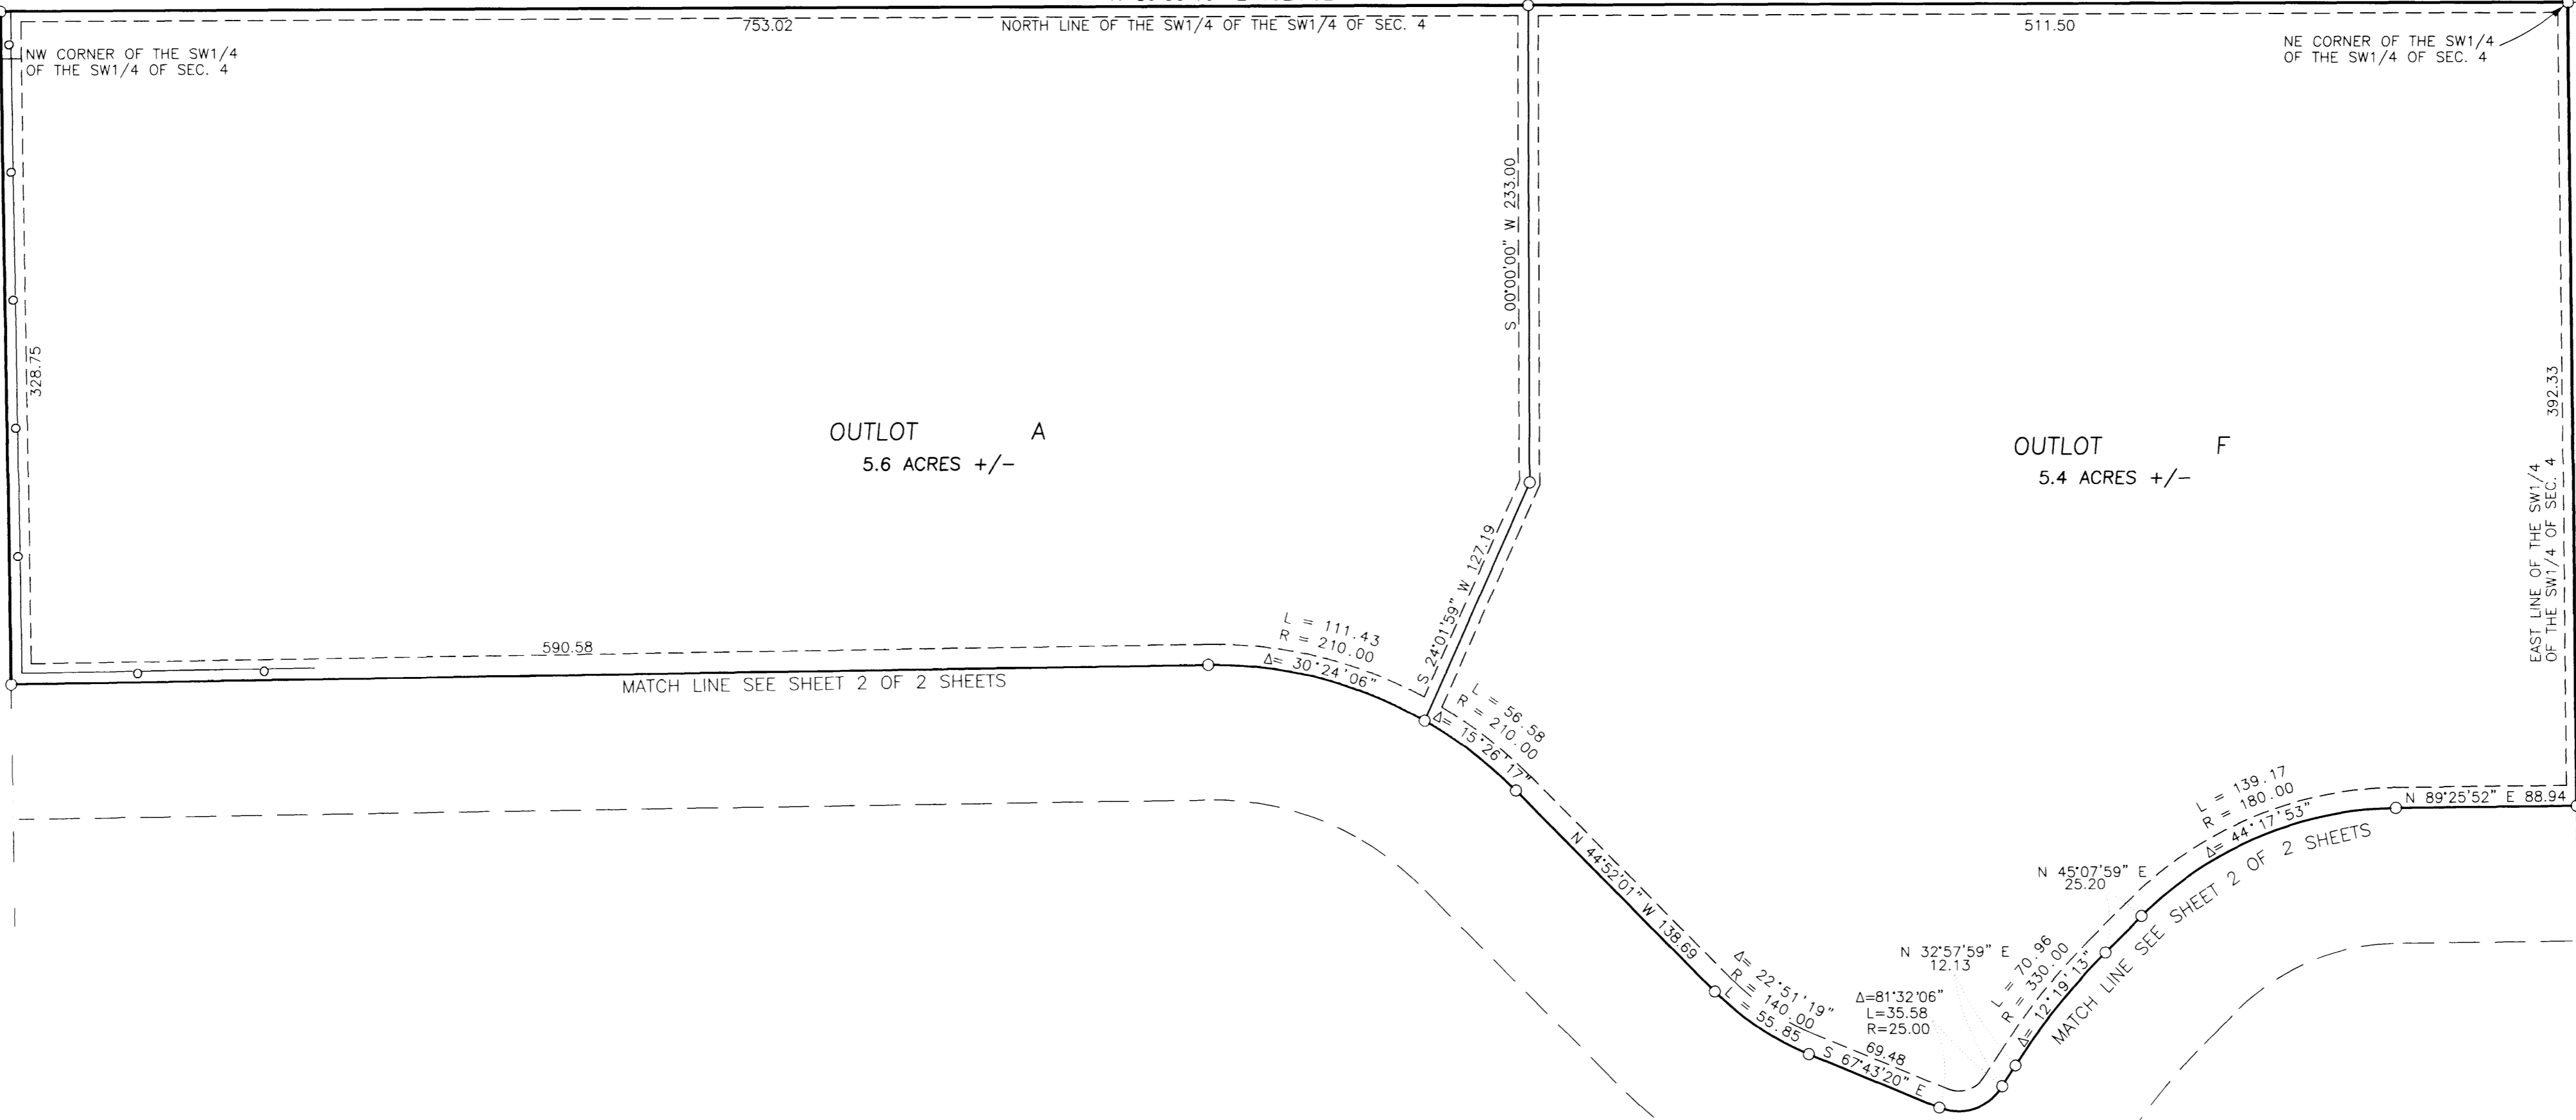 753.02
NORTH LINE OF THE SW1/4 OF THE SW1/4 OF SEC. 4
511.50
NW CORNER OF THE SW1/4
OF THE SW1/4 OF SEC. 4
NE CORNER OF THE SW1/4
OF THE SW1/4 OF SEC. 4
S 00°00'00" W 233.00
328.75
392.33
EAST LINE OF THE SW1/4
OF THE SW1/4 OF SEC. 4
OUTLOT A
5.6 ACRES +/-
OUTLOT F
5.4 ACRES +/-
S 24°01'59" W 127.19
590.58
MATCH LINE SEE SHEET 2 OF 2 SHEETS
L = 111.43
R = 210.00
Δ= 30°24'06"
L = 56.58
R = 210.00
Δ= 15°26'17"
N 44°52'01" W 138.69
Δ= 22°51'19"
R = 140.00
L = 55.85
69.48
S 67°43'20" E
Δ=81°32'06"
L=35.58
R=25.00
N 32°57'59" E
12.13
L = 70.96
R = 330.00
Δ= 12°19'13"
N 45°07'59" E
25.20
L = 139.17
R = 180.00
Δ= 44°17'53"
MATCH LINE SEE SHEET 2 OF 2 SHEETS
N 89°25'52" E 88.94